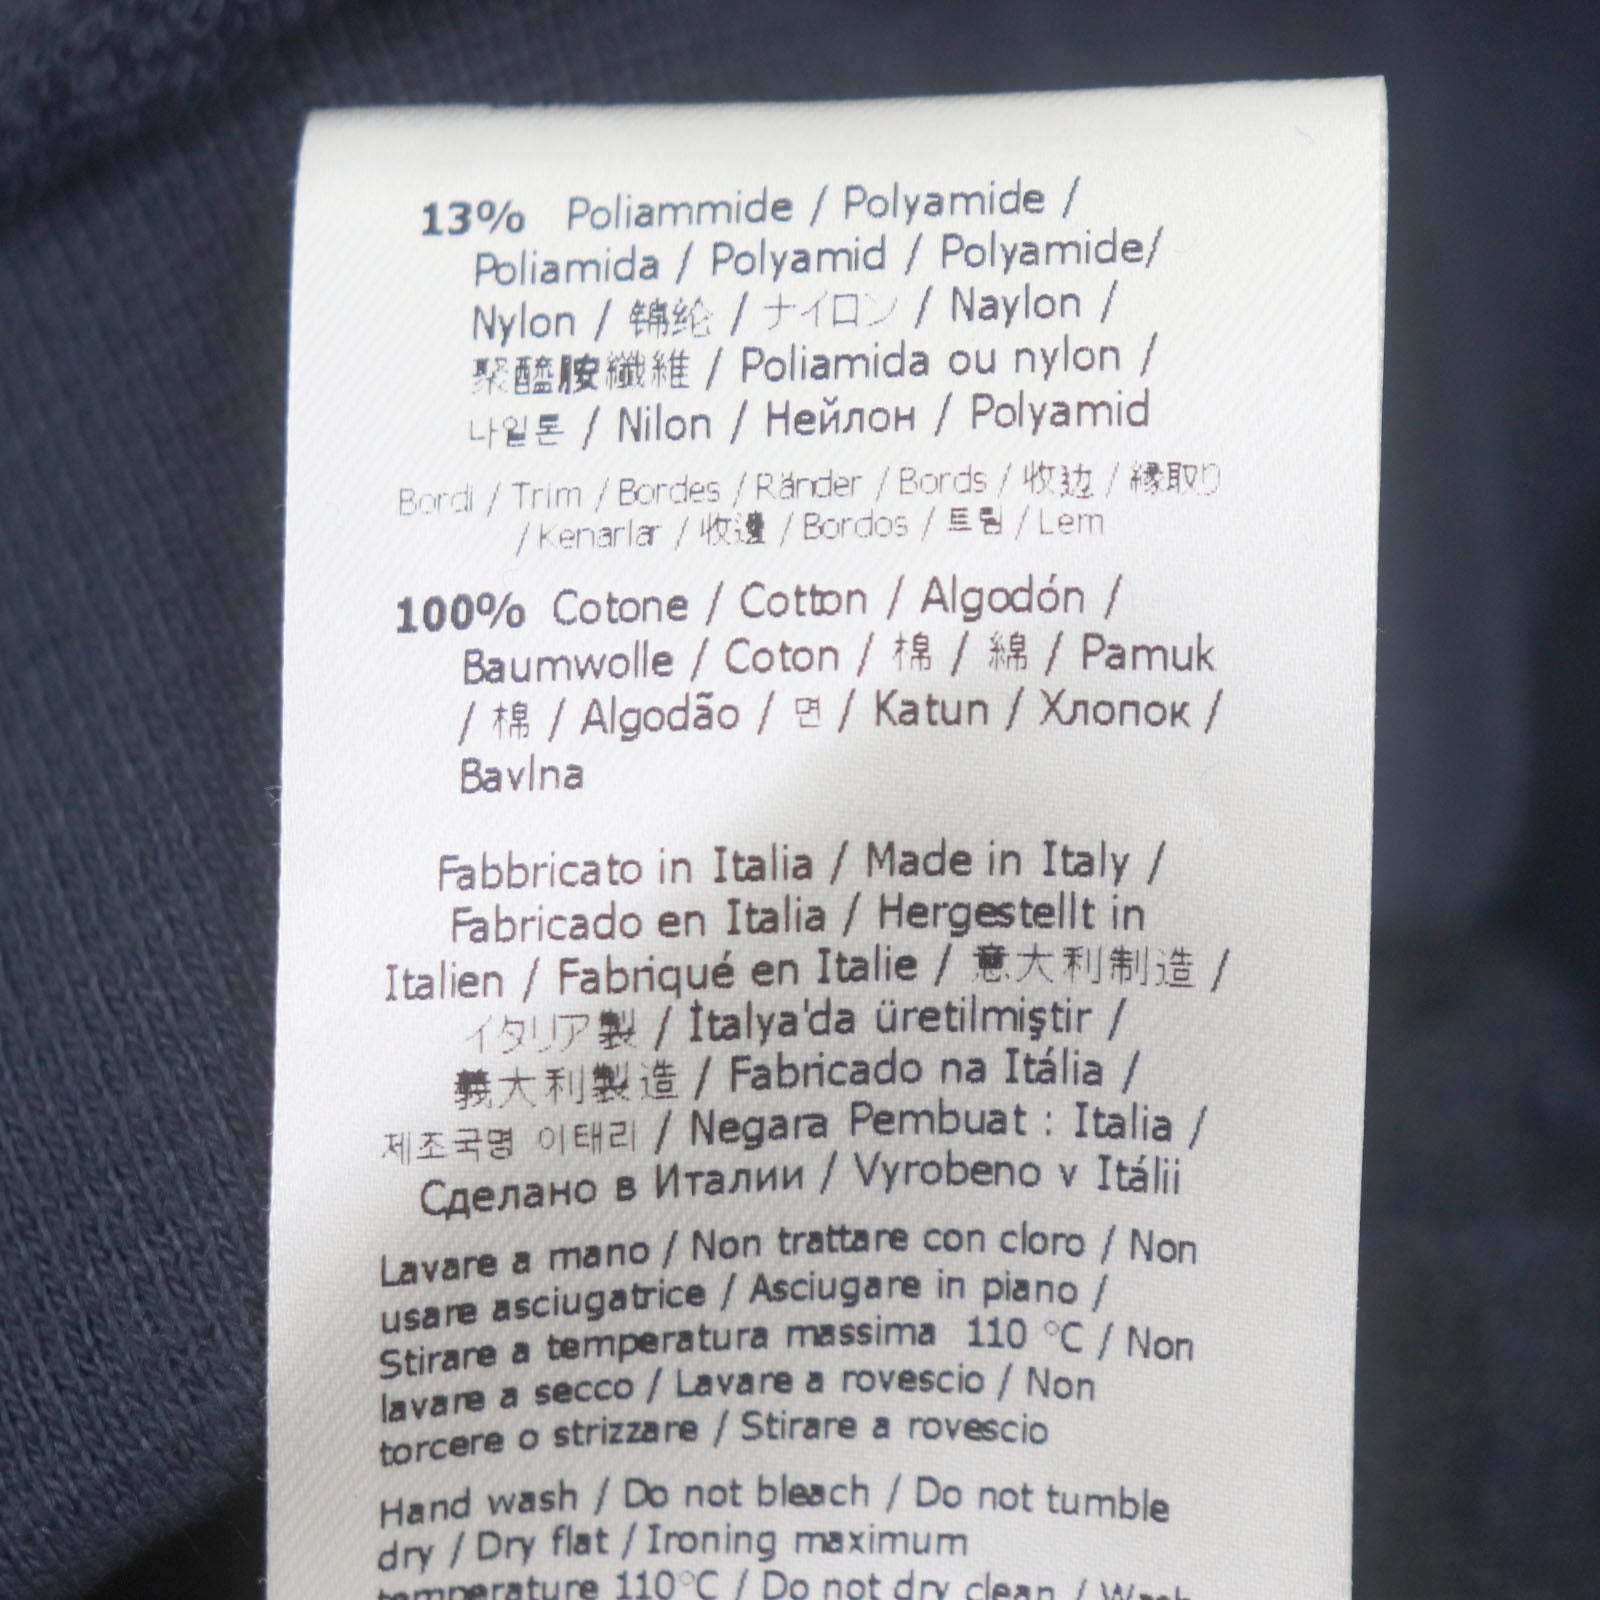 13% Poliammide / Polyamide /
Poliamida / Polyamid / Polyamide/
Nylon / 锦纶 / ナイロン / Naylon /
聚醯胺纖維 / Poliamida ou nylon /
나일론 / Nilon / Нейлон / Polyamid
Bordi / Trim / Bordes / Ränder / Bords / 收边 / 縁取り
/ Kenarlar / 收邊 / Bordos / 트림 / Lem
100% Cotone / Cotton / Algodón /
Baumwolle / Coton / 棉 / 綿 / Pamuk
/ 棉 / Algodão / 면 / Katun / Хлопок /
Bavlna
Fabbricato in Italia / Made in Italy /
Fabricado en Italia / Hergestellt in
Italien / Fabriqué en Italie / 意大利制造 /
イタリア製 / İtalya'da üretilmiştir /
義大利製造 / Fabricado na Itália /
제조국명 이태리 / Negara Pembuat : Italia /
Сделано в Италии / Vyrobeno v Itálii
Lavare a mano / Non trattare con cloro / Non
usare asciugatrice / Asciugare in piano /
Stirare a temperatura massima 110 °C / Non
lavare a secco / Lavare a rovescio / Non
torcere o strizzare / Stirare a rovescio
Hand wash / Do not bleach / Do not tumble
dry / Dry flat / Ironing maximum
temperature 110°C / Do not dry clean / Wash